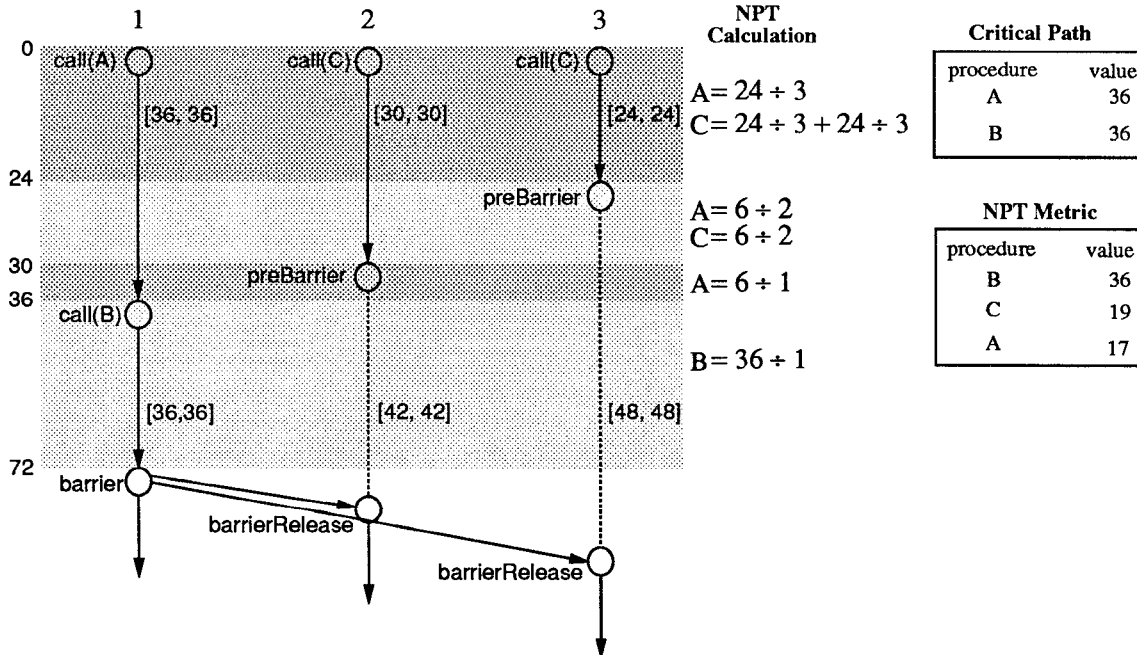 1
2
3
NPT
Calculation
Critical Path
0
call(A)
call(C)
call(C)
procedure value
A 36
B 36
[36, 36]
[30, 30]
[24, 24]
A= 24 ÷ 3
C= 24 ÷ 3 + 24 ÷ 3
24
preBarrier
A= 6 ÷ 2
C= 6 ÷ 2
NPT Metric
procedure value
B 36
C 19
A 17
30
preBarrier
A= 6 ÷ 1
36
call(B)
B= 36 ÷ 1
[36,36]
[42, 42]
[48, 48]
72
barrier
barrierRelease
barrierRelease